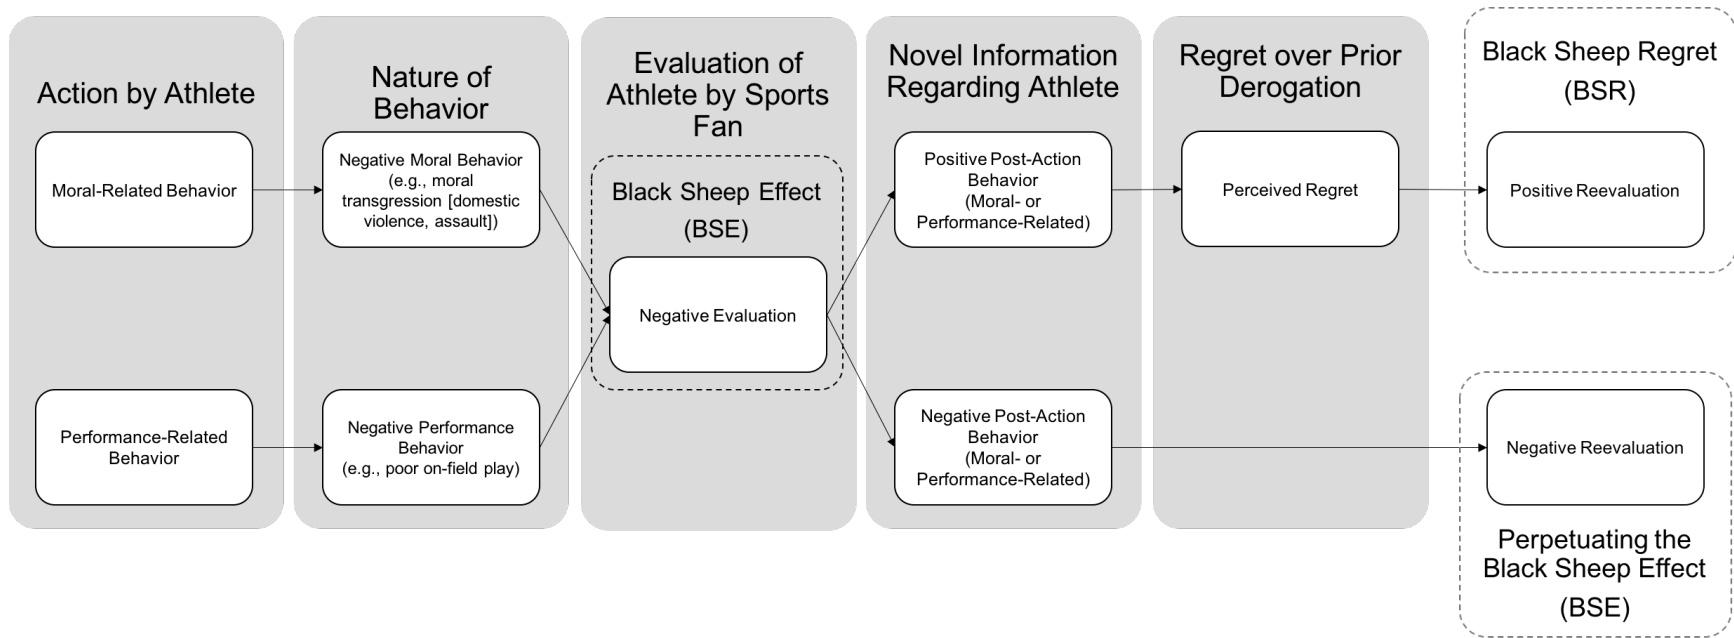 Action by Athlete
Moral-Related Behavior
Performance-Related
Behavior
Nature of
Behavior
Negative Moral Behavior
(e.g., moral
transgression [domestic
violence, assault])
Negative Performance
Behavior
(e.g., poor on-field play)
Evaluation of
Athlete by Sports
Fan
Black Sheep Effect
(BSE)
Negative Evaluation
Novel Information
Regarding Athlete
Positive Post-Action
Behavior
(Moral- or
Performance-Related)
Negative Post-Action
Behavior
(Moral- or
Performance-Related)
Regret over Prior
Derogation
Perceived Regret
Black Sheep Regret
(BSR)
Positive Reevaluation
Negative Reevaluation
Perpetuating the
Black Sheep Effect
(BSE)